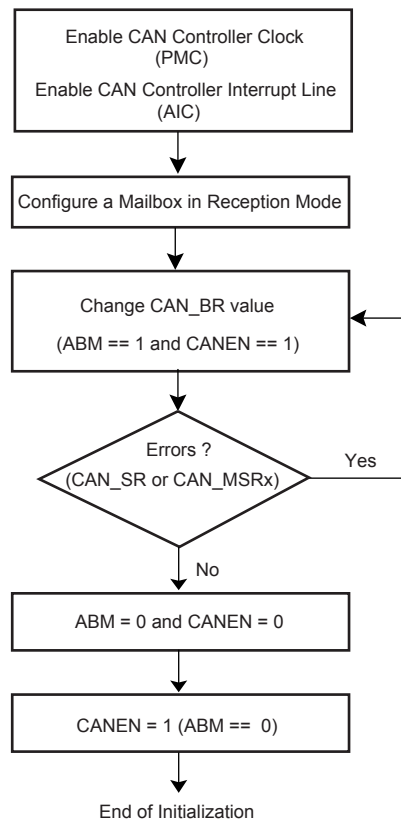 Enable CAN Controller Clock
(PMC)
Enable CAN Controller Interrupt Line
(AIC)
Configure a Mailbox in Reception Mode
Change CAN_BR value
(ABM == 1 and CANEN == 1)
Errors ?
(CAN_SR or CAN_MSRx)
Yes
No
ABM = 0 and CANEN = 0
CANEN = 1 (ABM == 0)
End of Initialization